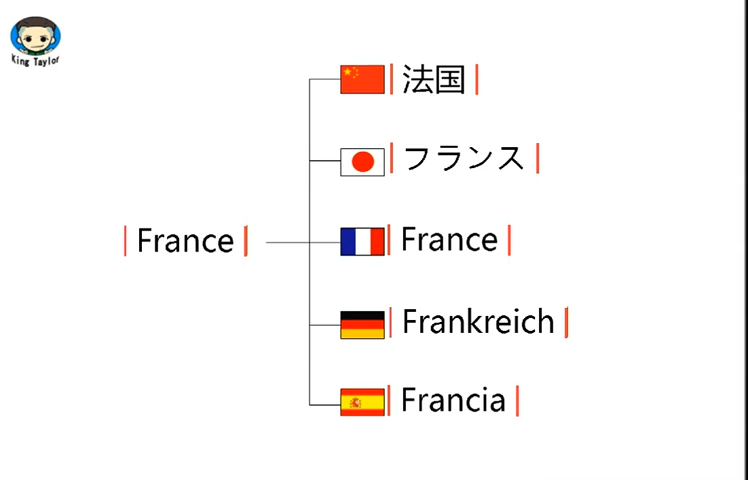 King Taylor
法国
フランス
France
France
Frankreich
Francia